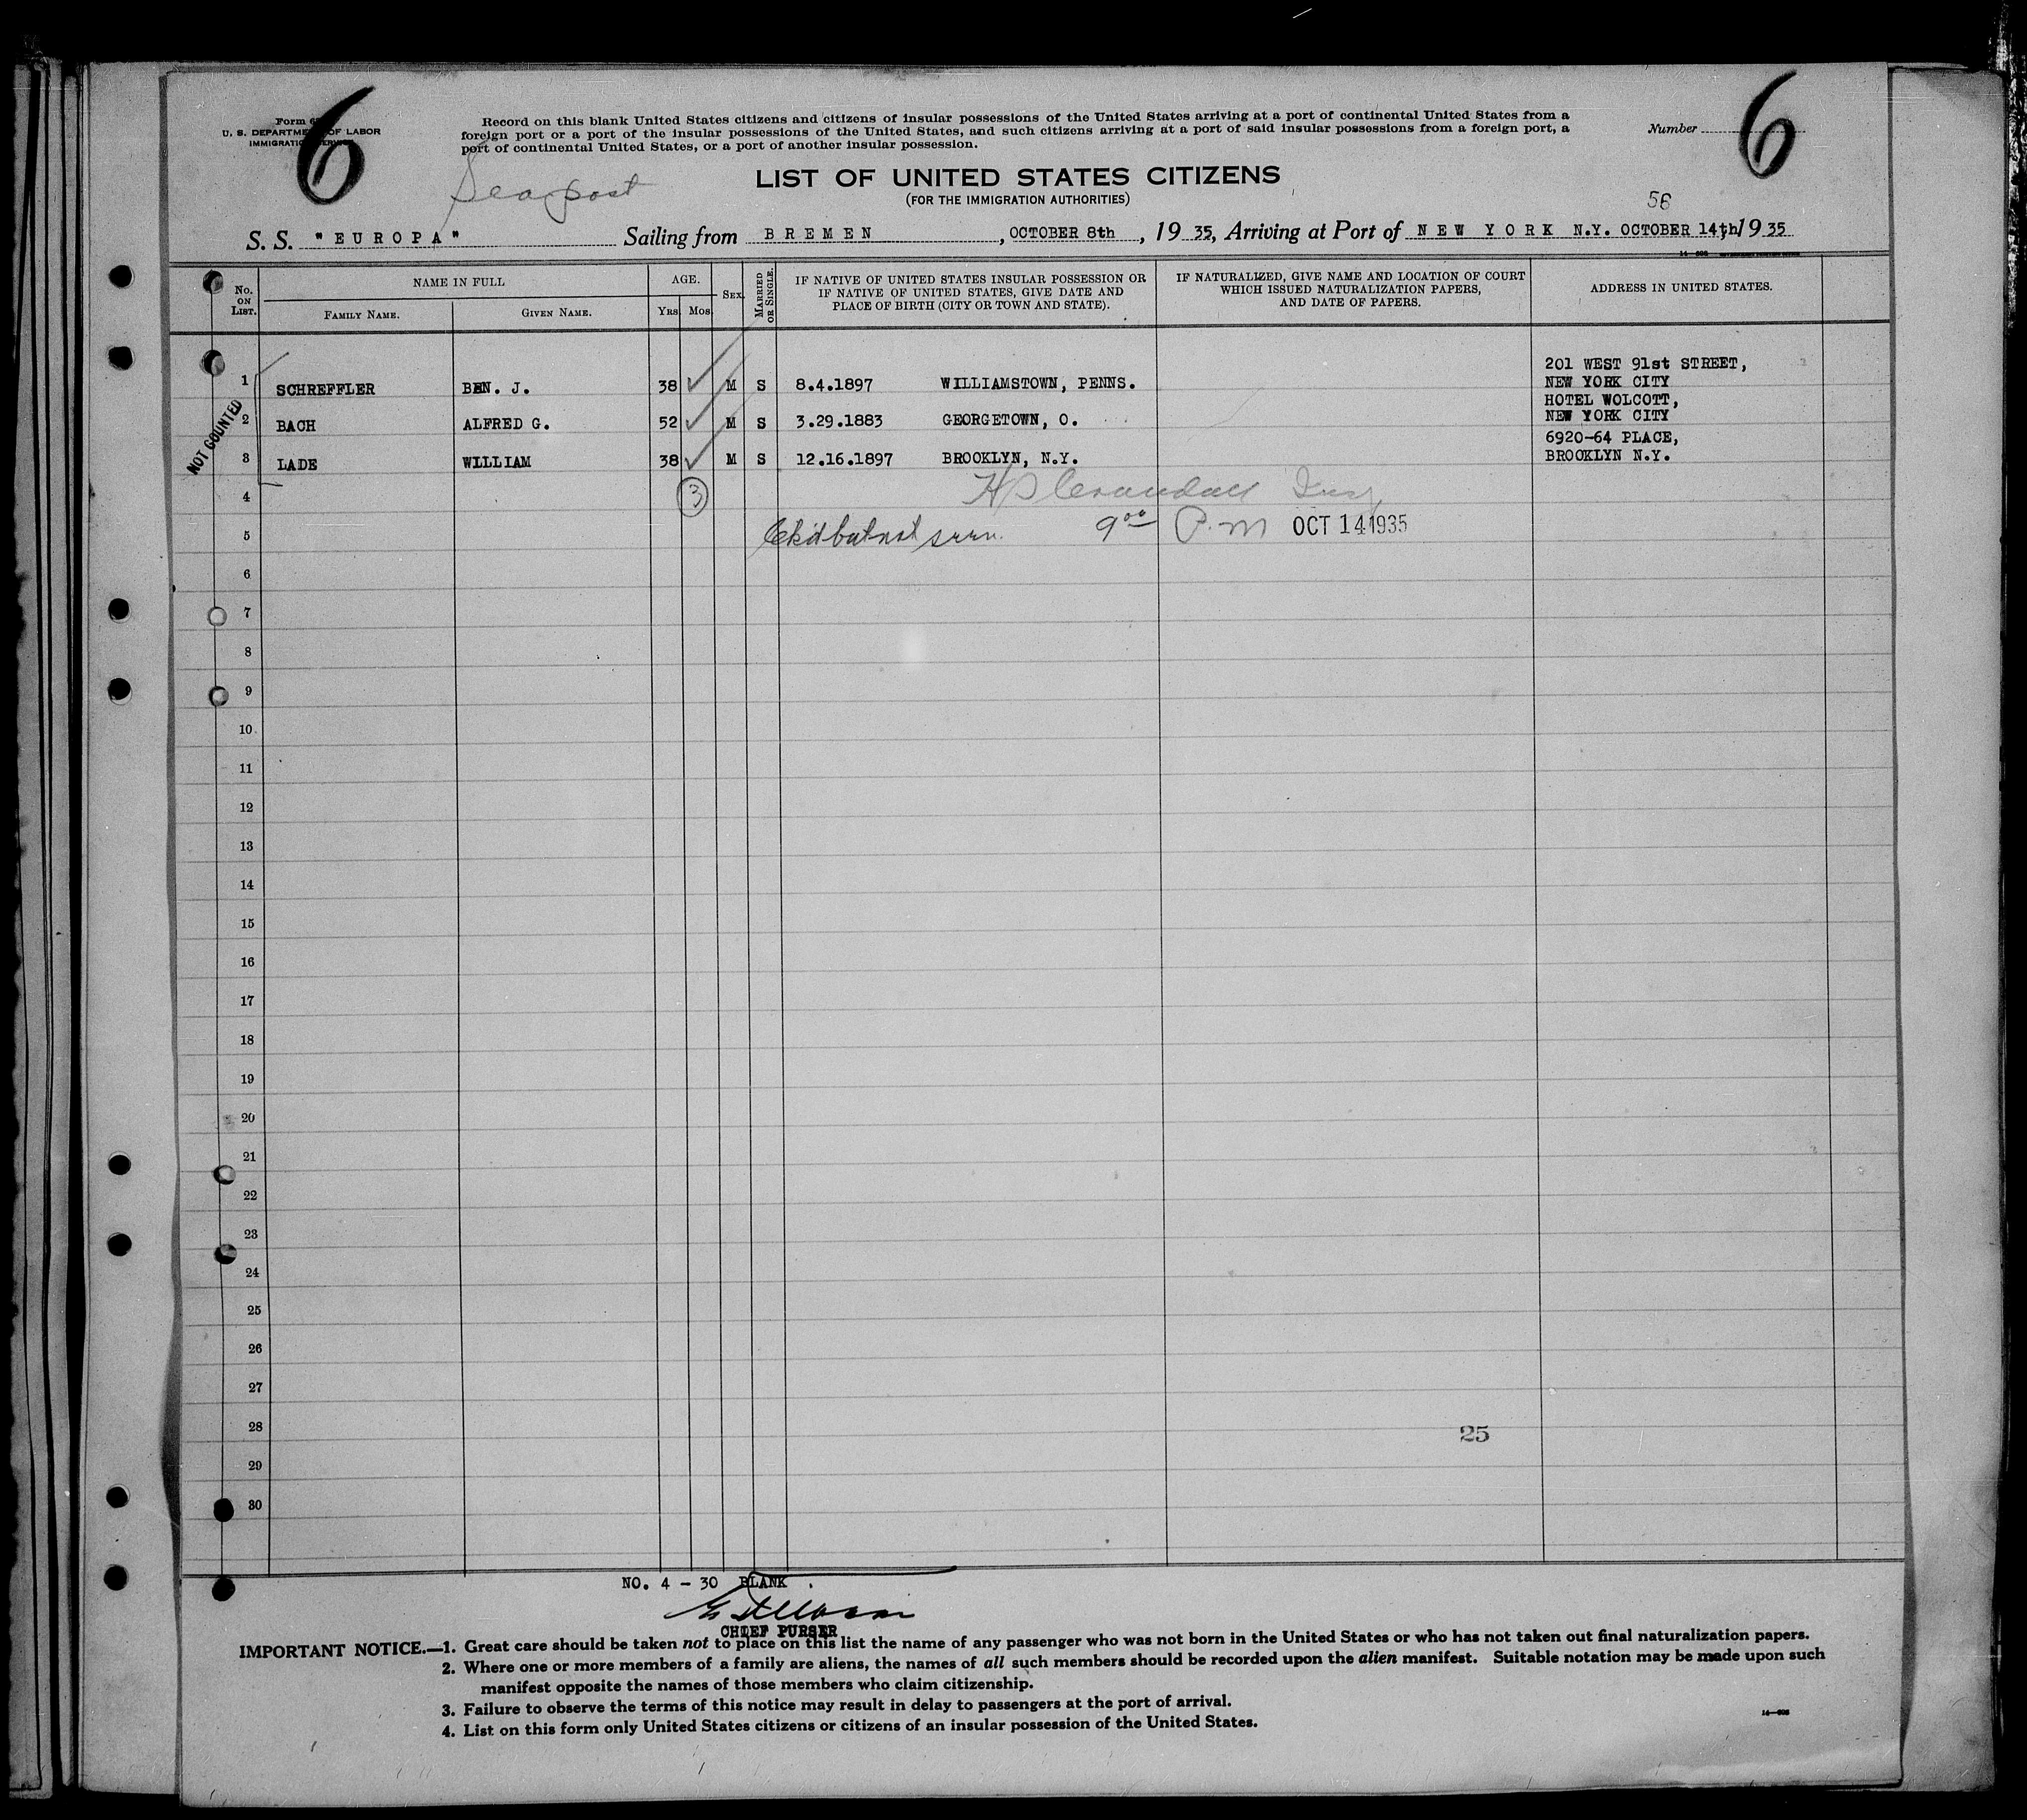 6
6
Form 6
U. S. DEPARTMENT OF LABOR
IMMIGRATION SERVICE
Record on this blank United States citizens and citizens of insular possessions of the United States arriving at a port of continental United States from a
foreign port or a port of the insular possessions of the United States, and such citizens arriving at a port of said insular possessions from a foreign port, a
port of continental United States, or a port of another insular possession.
Number
Seapost
LIST OF UNITED STATES CITIZENS
(FOR THE IMMIGRATION AUTHORITIES)
56
S. S. "EUROPA" Sailing from BREMEN, OCTOBER 8th, 1935, Arriving at Port of NEW YORK N.Y. OCTOBER 14th, 1935
No. ON LIST.
NAME IN FULL
FAMILY NAME.
GIVEN NAME.
AGE.
Yrs. Mos.
SEX.
MARRIED OR SINGLE.
IF NATIVE OF UNITED STATES INSULAR POSSESSION OR
IF NATIVE OF UNITED STATES, GIVE DATE AND
PLACE OF BIRTH (CITY OR TOWN AND STATE).
IF NATURALIZED, GIVE NAME AND LOCATION OF COURT
WHICH ISSUED NATURALIZATION PAPERS,
AND DATE OF PAPERS.
ADDRESS IN UNITED STATES.
NOT COUNTED
1 SCHREFFLER BEN. J. 38 M S 8.4.1897 WILLIAMSTOWN, PENNS. 201 WEST 91st STREET,
NEW YORK CITY
2 BACH ALFRED G. 52 M S 3.29.1883 GEORGETOWN, O. HOTEL WOLCOTT,
NEW YORK CITY
3 LADE WILLIAM 38 M S 12.16.1897 BROOKLYN, N.Y. 6920-64 PLACE,
BROOKLYN N.Y.
4 3 H Crandall Insp
5 Ck'd but not seen. 9 00 P.M OCT 14 1935
6
7
8
9
10
11
12
13
14
15
16
17
18
19
20
21
22
23
24
25
26
27
28 25
29
30
NO. 4 - 30 BLANK
CHIEF PURSER
IMPORTANT NOTICE.—1. Great care should be taken not to place on this list the name of any passenger who was not born in the United States or who has not taken out final naturalization papers.
2. Where one or more members of a family are aliens, the names of all such members should be recorded upon the alien manifest. Suitable notation may be made upon such
manifest opposite the names of those members who claim citizenship.
3. Failure to observe the terms of this notice may result in delay to passengers at the port of arrival.
4. List on this form only United States citizens or citizens of an insular possession of the United States.